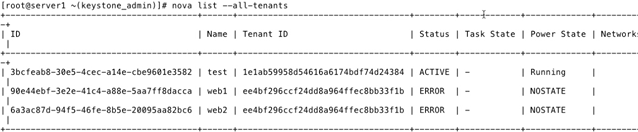 [root@server1 ~(keystone_admin)]# nova list --all-tenants
+--------------------------------------+------+----------------------------------+--------+------------+-------------+---------
-+
| ID                                   | Name | Tenant ID                        | Status | Task State | Power State | Networks
 |
+--------------------------------------+------+----------------------------------+--------+------------+-------------+---------
-+
| 3bcfeab8-30e5-4cec-a14e-cbe9601e3582 | test | 1e1ab59958d54616a6174bdf74d24384 | ACTIVE | -          | Running     |
 |
| 90e44ebf-3e2e-41c4-a88e-5aa7ff8dacca | web1 | ee4bf296ccf24dd8a964ffec8bb33f1b | ERROR  | -          | NOSTATE     |
 |
| 6a3ac87d-94f5-46fe-8b5e-20095aa82bc6 | web2 | ee4bf296ccf24dd8a964ffec8bb33f1b | ERROR  | -          | NOSTATE     |
 |
+--------------------------------------+------+----------------------------------+--------+------------+-------------+---------